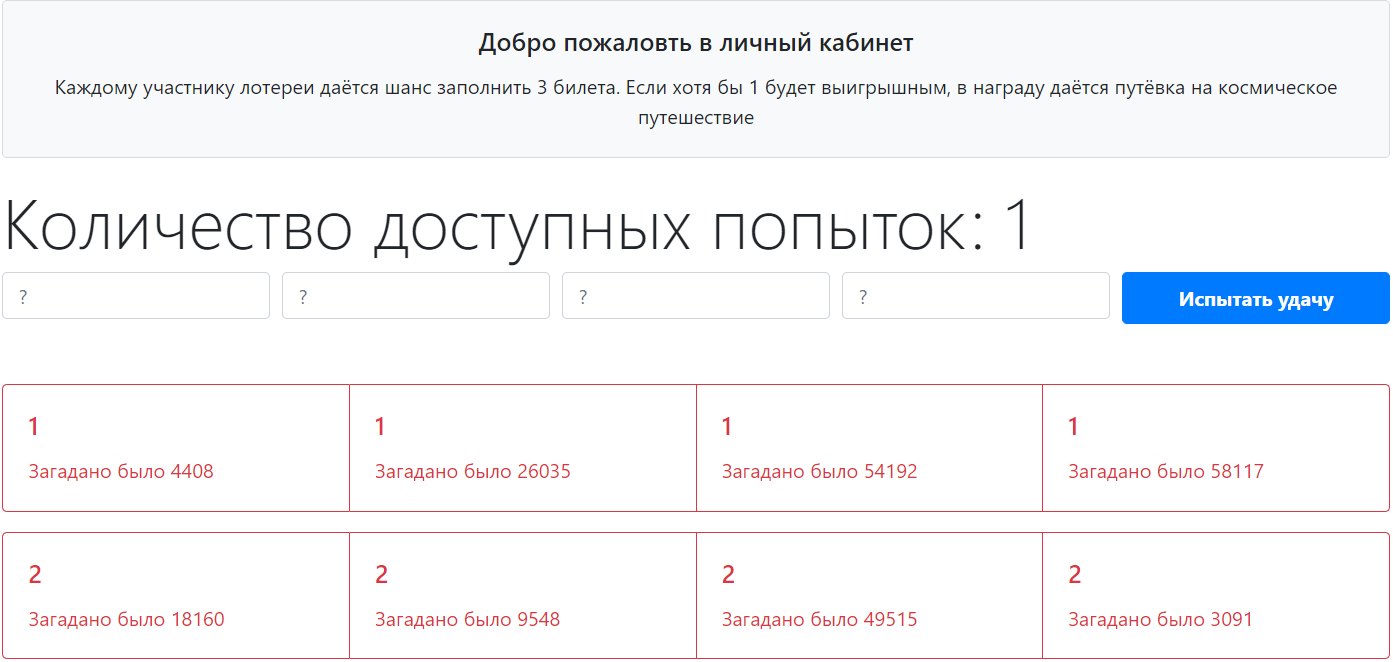 Добро пожаловть в личный кабинет
Каждому участнику лотереи даётся шанс заполнить 3 билета. Если хотя бы 1 будет выигрышным, в награду даётся путёвка на космическое
путешествие
Количество доступных попыток: 1
? ? ? ? Испытать удачу
1 1 1 1
Загадано было 4408 Загадано было 26035 Загадано было 54192 Загадано было 58117
2 2 2 2
Загадано было 18160 Загадано было 9548 Загадано было 49515 Загадано было 3091